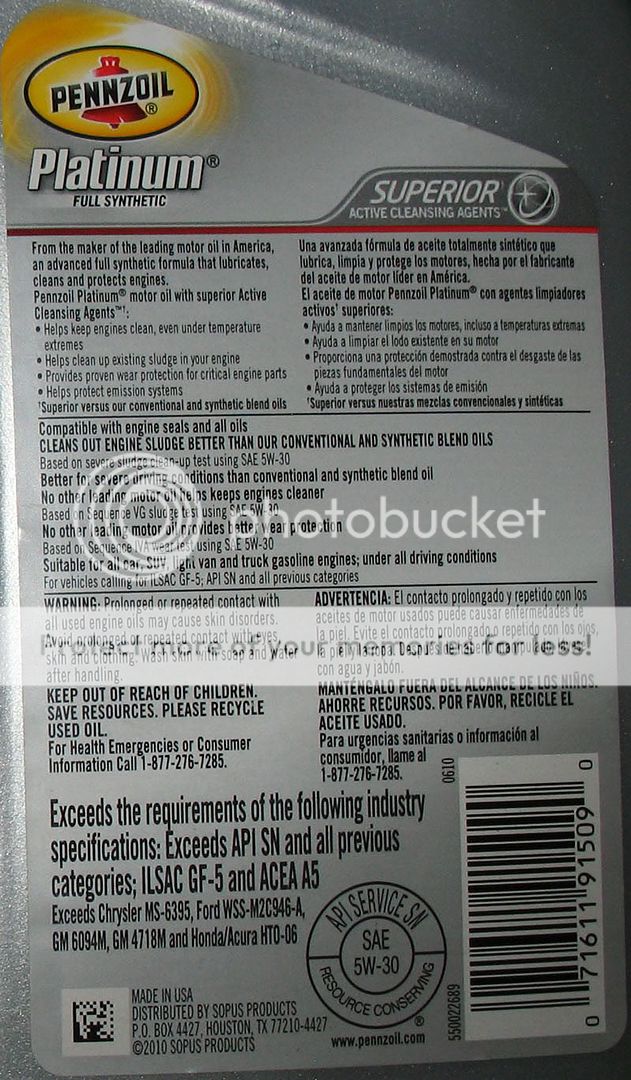 PENNZOIL®
Platinum®
FULL SYNTHETIC
SUPERIOR
ACTIVE CLEANSING AGENTS™
From the maker of the leading motor oil in America,
an advanced full synthetic formula that lubricates,
cleans and protects engines.
Pennzoil Platinum® motor oil with superior Active
Cleansing Agents™†:
• Helps keep engines clean, even under temperature
extremes
• Helps clean up existing sludge in your engine
• Provides proven wear protection for critical engine parts
• Helps protect emission systems
†Superior versus our conventional and synthetic blend oils
Una avanzada fórmula de aceite totalmente sintético que
lubrica, limpia y protege los motores, hecha por el fabricante
del aceite de motor líder en América.
El aceite de motor Pennzoil Platinum® con agentes limpiadores
activos† superiores:
• Ayuda a mantener limpios los motores, incluso a temperaturas extremas
• Ayuda a limpiar el lodo existente en su motor
• Proporciona una protección demostrada contra el desgaste de las
piezas fundamentales del motor
• Ayuda a proteger los sistemas de emisión
†Superior versus nuestras mezclas convencionales y sintéticas
Compatible with engine seals and all oils
CLEANS OUT ENGINE SLUDGE BETTER THAN OUR CONVENTIONAL AND SYNTHETIC BLEND OILS
Based on severe sludge clean-up test using SAE 5W-30
Better for severe driving conditions than conventional and synthetic blend oil
No other leading motor oil helps keeps engines cleaner
Based on Sequence VG sludge test using SAE 5W-30
No other leading motor oil provides better wear protection
Based on Sequence IVA wear test using SAE 5W-30
Suitable for all car, SUV, light van and truck gasoline engines; under all driving conditions
For vehicles calling for ILSAC GF-5; API SN and all previous categories
photobucket
Protect more of your memories for less!
WARNING: Prolonged or repeated contact with
all used engine oils may cause skin disorders.
Avoid prolonged or repeated contact with eyes,
skin and clothing. Wash skin with soap and water
after handling.
KEEP OUT OF REACH OF CHILDREN.
SAVE RESOURCES. PLEASE RECYCLE
USED OIL.
For Health Emergencies or Consumer
Information Call 1-877-276-7285.
ADVERTENCIA: El contacto prolongado y repetido con los
aceites de motor usados puede causar enfermedades de
la piel. Evite el contacto prolongado o repetido con los ojos,
la piel
con agua y jabón.
MANTÉNGALO FUERA DEL ALCANCE DE LOS NIÑOS.
AHORRE RECURSOS. POR FAVOR, RECICLE EL
ACEITE USADO.
Para urgencias sanitarias o información al
consumidor, llame al
1-877-276-7285.
0610
Exceeds the requirements of the following industry
specifications: Exceeds API SN and all previous
categories; ILSAC GF-5 and ACEA A5
Exceeds Chrysler MS-6395, Ford WSS-M2C946-A,
GM 6094M, GM 4718M and Honda/Acura HTO-06
API SERVICE SN
SAE
5W-30
RESOURCE CONSERVING
®
MADE IN USA
DISTRIBUTED BY SOPUS PRODUCTS
P.O. BOX 4427, HOUSTON, TX 77210-4427
©2010 SOPUS PRODUCTS
www.pennzoil.com
550022689
0 71611 91509 0